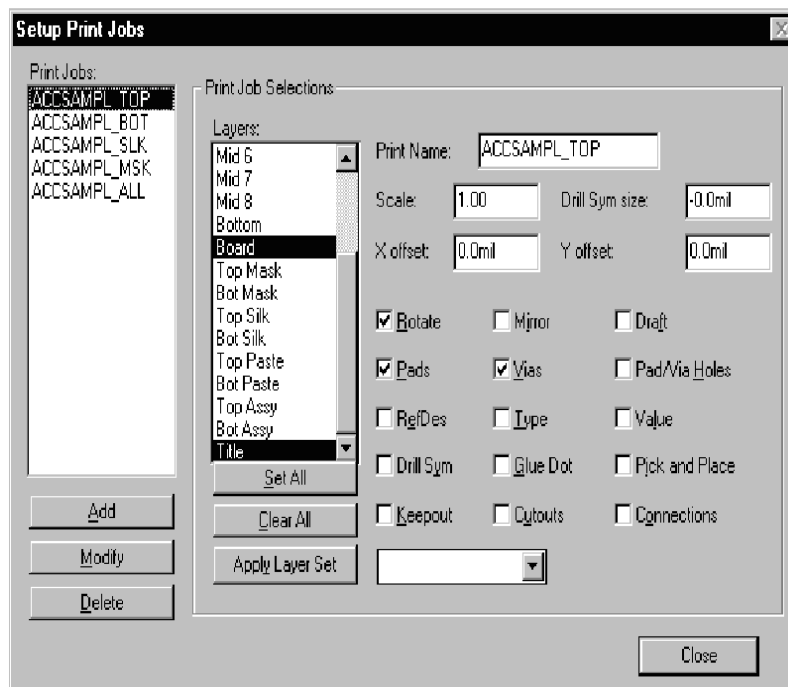 Setup Print Jobs
Print Jobs:
ACCSAMPL_TOP
ACCSAMPL_BOT
ACCSAMPL_SLK
ACCSAMPL_MSK
ACCSAMPL_ALL
Add
Modify
Delete
Print Job Selections
Layers:
Mid 6
Mid 7
Mid 8
Bottom
Board
Top Mask
Bot Mask
Top Silk
Bot Silk
Top Paste
Bot Paste
Top Assy
Bot Assy
Title
Set All
Clear All
Apply Layer Set
Print Name: ACCSAMPL_TOP
Scale: 1.00 Drill Sym size: -0.0mil
X offset: 0.0mil Y offset: 0.0mil
Rotate Mirror Draft
Pads Vias Pad/Via Holes
RefDes Type Value
Drill Sym Glue Dot Pick and Place
Keepout Cutouts Connections
Close